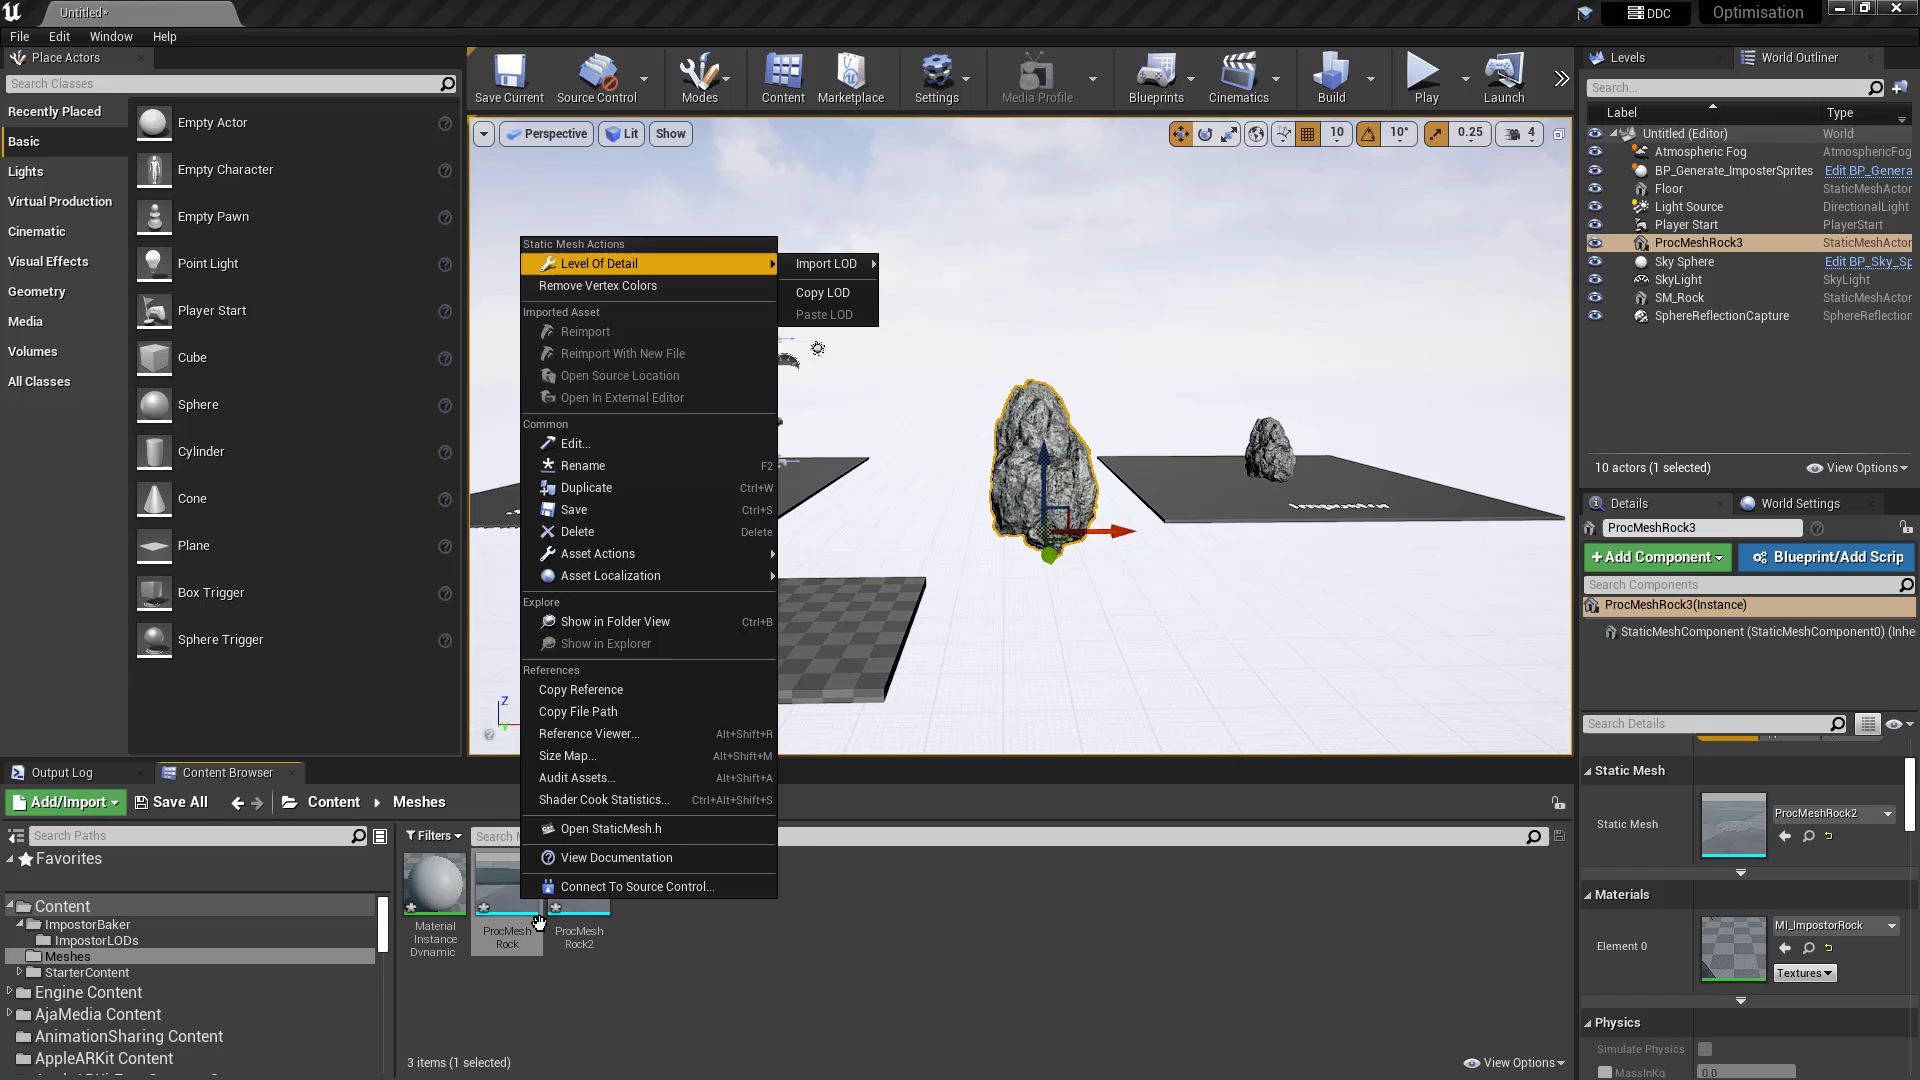 Untitled*
DDC
Optimisation
File
Edit
Window
Help
Place Actors
Search Classes
Recently Placed
Basic
Lights
Virtual Production
Cinematic
Visual Effects
Geometry
Media
Volumes
All Classes
Empty Actor
Empty Character
Empty Pawn
Point Light
Player Start
Cube
Sphere
Cylinder
Cone
Plane
Box Trigger
Sphere Trigger
Save Current
Source Control
Modes
Content
Marketplace
Settings
Media Profile
Blueprints
Cinematics
Build
Play
Launch
Perspective
Lit
Show
10
10°
0.25
4
Static Mesh Actions
Level Of Detail
Remove Vertex Colors
Imported Asset
Reimport
Reimport With New File
Open Source Location
Open In External Editor
Common
Edit...
Rename F2
Duplicate Ctrl+W
Save Ctrl+S
Delete Delete
Asset Actions
Asset Localization
Explore
Show in Folder View Ctrl+B
Show in Explorer
References
Copy Reference
Copy File Path
Reference Viewer... Alt+Shift+R
Size Map... Alt+Shift+M
Audit Assets... Alt+Shift+A
Shader Cook Statistics... Ctrl+Alt+Shift+S
Open StaticMesh.h
View Documentation
Connect To Source Control...
Import LOD
Copy LOD
Paste LOD
Impostor
Z
Levels
World Outliner
Search...
Label Type
Untitled (Editor) World
Atmospheric Fog AtmosphericFog
BP_Generate_ImposterSprites Edit BP_Genera
Floor StaticMeshActor
Light Source DirectionalLight
Player Start PlayerStart
ProcMeshRock3 StaticMeshActor
Sky Sphere Edit BP_Sky_Sp
SkyLight SkyLight
SM_Rock StaticMeshActor
SphereReflectionCapture SphereReflection
10 actors (1 selected)
View Options
Details
World Settings
ProcMeshRock3
+Add Component
Blueprint/Add Scrip
Search Components
ProcMeshRock3(Instance)
StaticMeshComponent (StaticMeshComponent0) (Inhe
Search Details
Static Mesh
Static Mesh
ProcMeshRock2
Materials
Element 0
MI_ImpostorRock
Textures
Physics
Simulate Physics
MassInKg
0.0
Output Log
Content Browser
Add/Import
Save All
Content
Meshes
Search Paths
Filters
Search M
Favorites
Content
ImpostorBaker
ImpostorLODs
Meshes
StarterContent
Engine Content
AjaMedia Content
AnimationSharing Content
AppleARKit Content
Material
Instance
Dynamic
ProcMesh
Rock
ProcMesh
Rock2
3 items (1 selected)
View Options